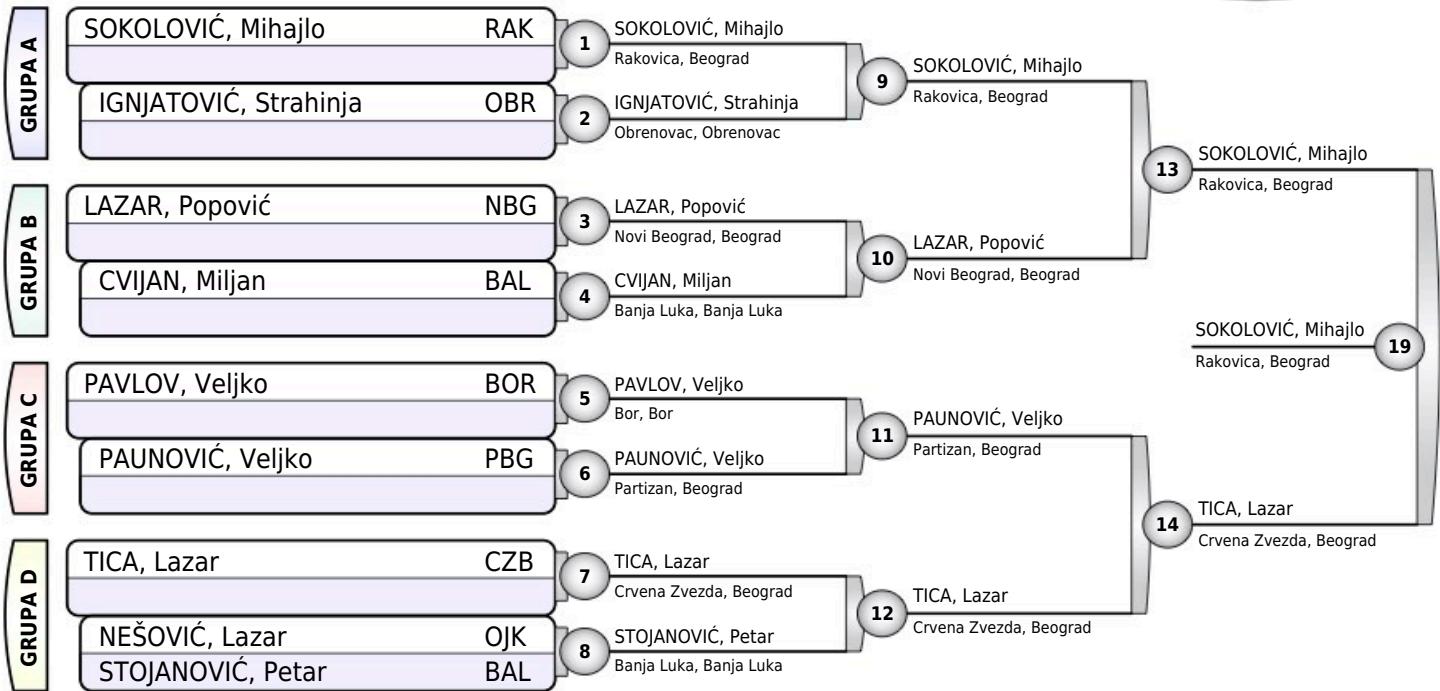 GRUPA A
SOKOLOVIĆ, Mihajlo RAK
IGNJATOVIĆ, Strahinja OBR
GRUPA B
LAZAR, Popović NBG
CVIJAN, Miljan BAL
GRUPA C
PAVLOV, Veljko BOR
PAUNOVIĆ, Veljko PBG
GRUPA D
TICA, Lazar CZB
NEŠOVIĆ, Lazar OJK
STOJANOVIĆ, Petar BAL
1
SOKOLOVIĆ, Mihajlo
Rakovica, Beograd
2
IGNJATOVIĆ, Strahinja
Obrenovac, Obrenovac
3
LAZAR, Popović
Novi Beograd, Beograd
4
CVIJAN, Miljan
Banja Luka, Banja Luka
5
PAVLOV, Veljko
Bor, Bor
6
PAUNOVIĆ, Veljko
Partizan, Beograd
7
TICA, Lazar
Crvena Zvezda, Beograd
8
STOJANOVIĆ, Petar
Banja Luka, Banja Luka
9
SOKOLOVIĆ, Mihajlo
Rakovica, Beograd
10
LAZAR, Popović
Novi Beograd, Beograd
11
PAUNOVIĆ, Veljko
Partizan, Beograd
12
TICA, Lazar
Crvena Zvezda, Beograd
13
SOKOLOVIĆ, Mihajlo
Rakovica, Beograd
14
TICA, Lazar
Crvena Zvezda, Beograd
SOKOLOVIĆ, Mihajlo
Rakovica, Beograd
19